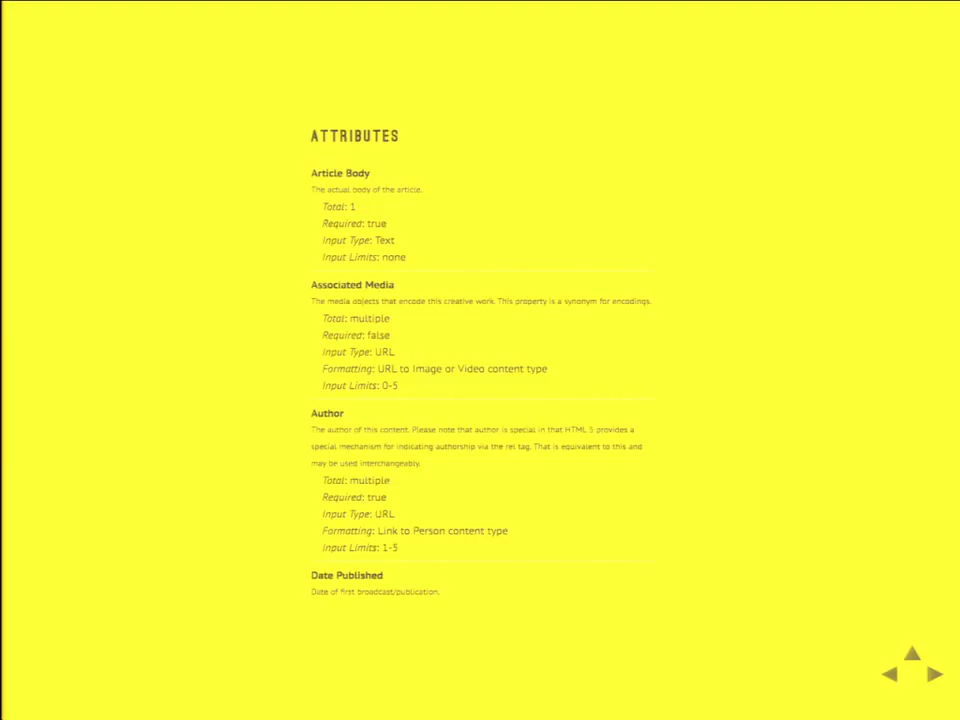 ATTRIBUTES
Article Body
The actual body of the article.
Total: 1
Required: true
Input Type: Text
Input Limits: none
Associated Media
The media objects that encode this creative work. This property is a synonym for encodings.
Total: multiple
Required: false
Input Type: URL
Formatting: URL to Image or Video content type
Input Limits: 0-5
Author
The author of this content. Please note that author is special in that HTML 5 provides a
special mechanism for indicating authorship via the rel tag. That is equivalent to this and
may be used interchangeably.
Total: multiple
Required: true
Input Type: URL
Formatting: Link to Person content type
Input Limits: 1-5
Date Published
Date of first broadcast/publication.